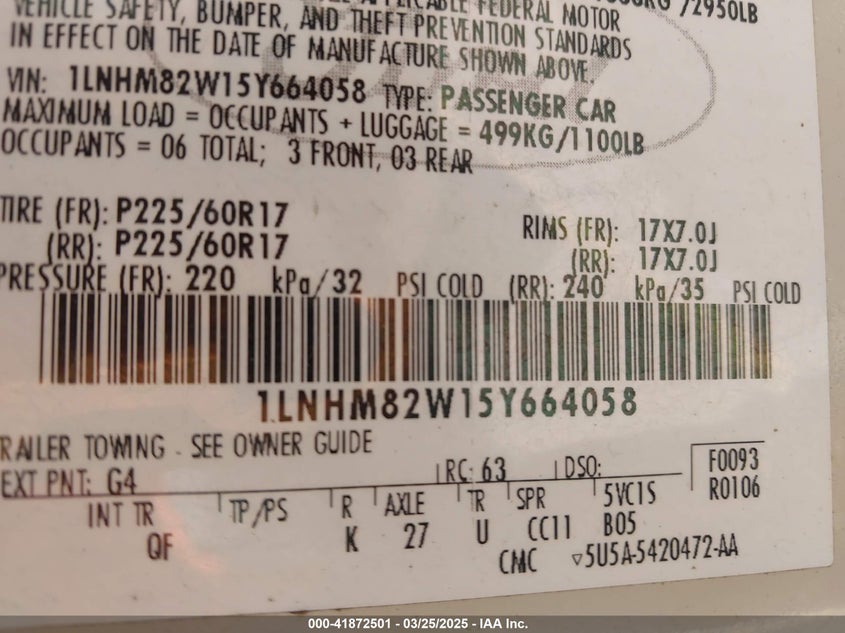 /2950LB
VEHICLE SAFETY, BUMPER, AND THEFT PREVENTION STANDARDS
APPLICABLE FEDERAL MOTOR
IN EFFECT ON THE DATE OF MANUFACTURE SHOWN ABOVE.
VIN: 1LNHM82W15Y664058 TYPE: PASSENGER CAR
MAXIMUM LOAD = OCCUPANTS + LUGGAGE = 499KG/1100LB
OCCUPANTS = 06 TOTAL; 3 FRONT, 03 REAR
TIRE (FR): P225/60R17 RIMS (FR): 17X7.0J
(RR): P225/60R17 (RR): 17X7.0J
PRESSURE (FR): 220 kPa/32 PSI COLD (RR): 240 kPa/35 PSI COLD
1LNHM82W15Y664058
RAILER TOWING - SEE OWNER GUIDE
EXT PNT: G4 RC: 63 DSO: F0093
R0106
INT TR TP/PS R AXLE TR SPR 5VC1S
QF K 27 U CC11 B05
CMC ▽5U5A-5420472-AA
000-41872501 - 03/25/2025 - IAA Inc.